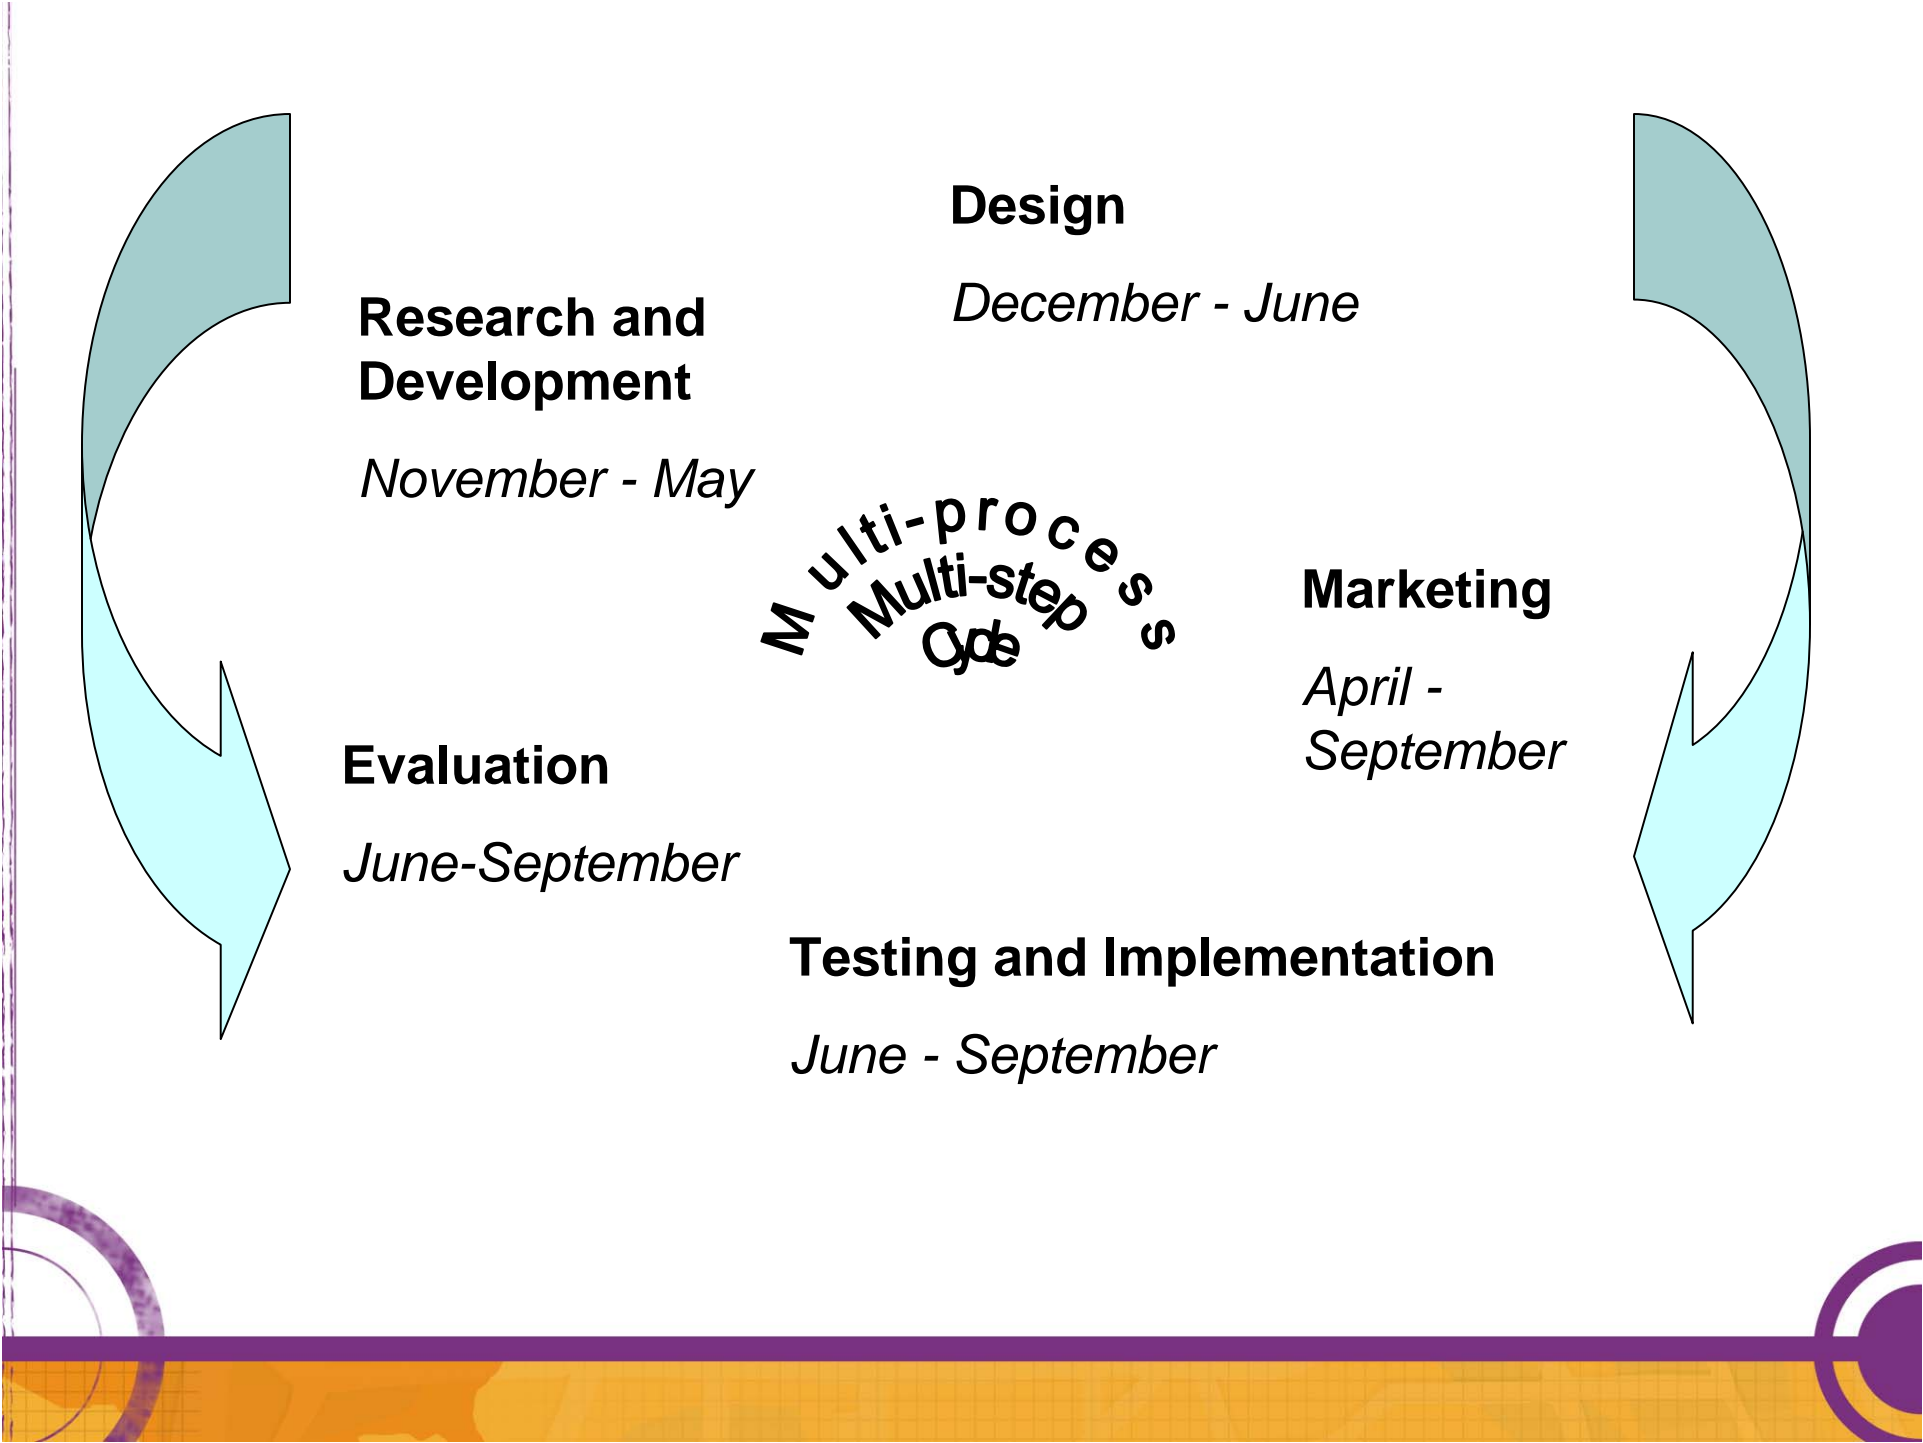 Design
December - June
Research and
Development
November - May
Multi-process
Multi-step
Cycle
Marketing
April -
September
Evaluation
June-September
Testing and Implementation
June - September